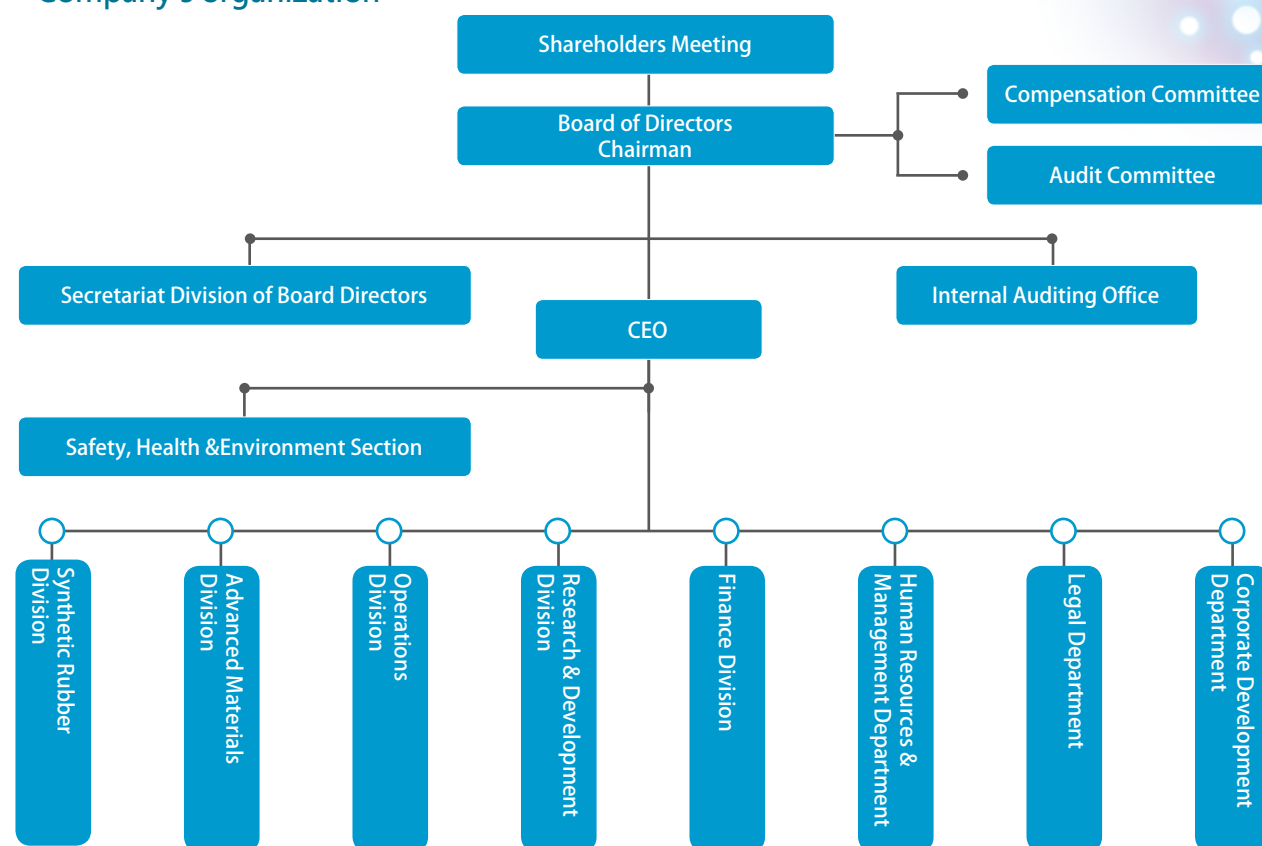 Company's organization
Shareholders Meeting
Compensation Committee
Board of Directors
Chairman
Audit Committee
Secretariat Division of Board Directors
Internal Auditing Office
CEO
Safety, Health &Environment Section
Synthetic Rubber
Division
Advanced Materials
Division
Operations
Division
Research & Development
Division
Finance Division
Human Resources &
Management Department
Legal Department
Corporate Development
Department